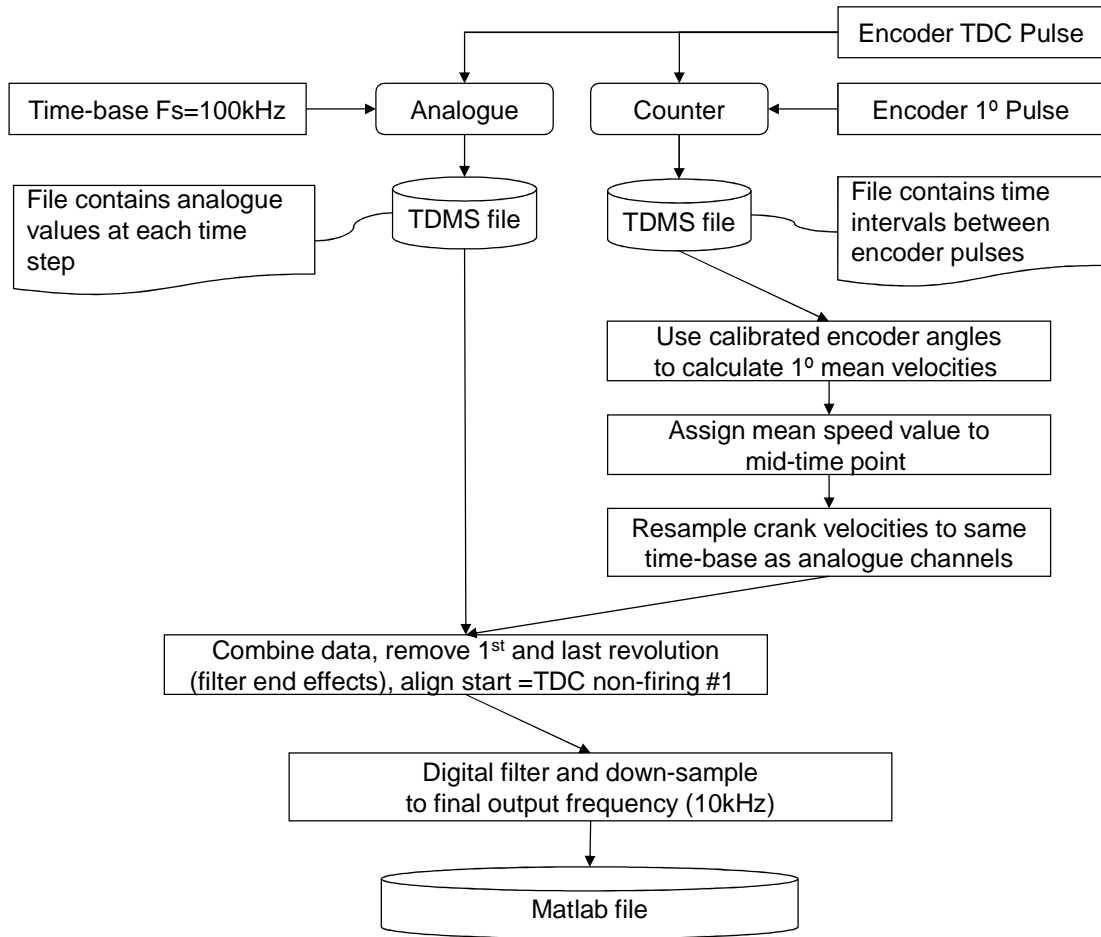 Encoder TDC Pulse
Time-base Fs=100kHz
Analogue
Counter
Encoder 1º Pulse
File contains analogue
values at each time
step
TDMS file
TDMS file
File contains time
intervals between
encoder pulses
Use calibrated encoder angles
to calculate 1º mean velocities
Assign mean speed value to
mid-time point
Resample crank velocities to same
time-base as analogue channels
Combine data, remove 1st and last revolution
(filter end effects), align start =TDC non-firing #1
Digital filter and down-sample
to final output frequency (10kHz)
Matlab file